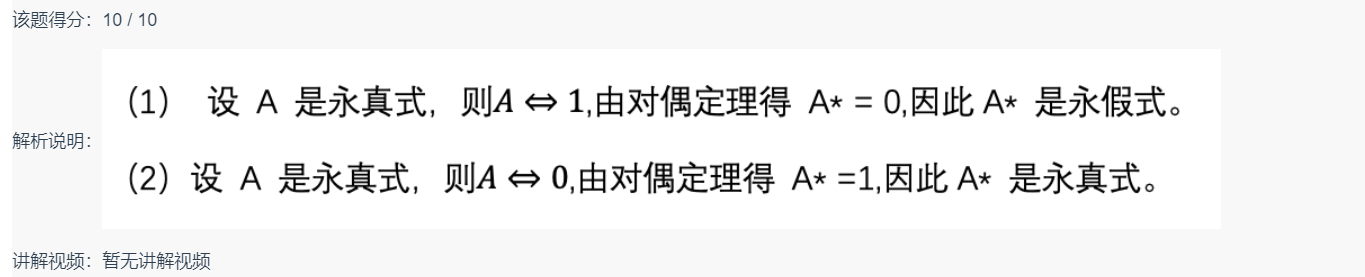 该题得分：10 / 10
（1） 设 A 是永真式，则A ⇔ 1,由对偶定理得 A* = 0,因此 A* 是永假式。
解析说明：
（2）设 A 是永真式，则A ⇔ 0,由对偶定理得 A* =1,因此 A* 是永真式。
讲解视频：暂无讲解视频